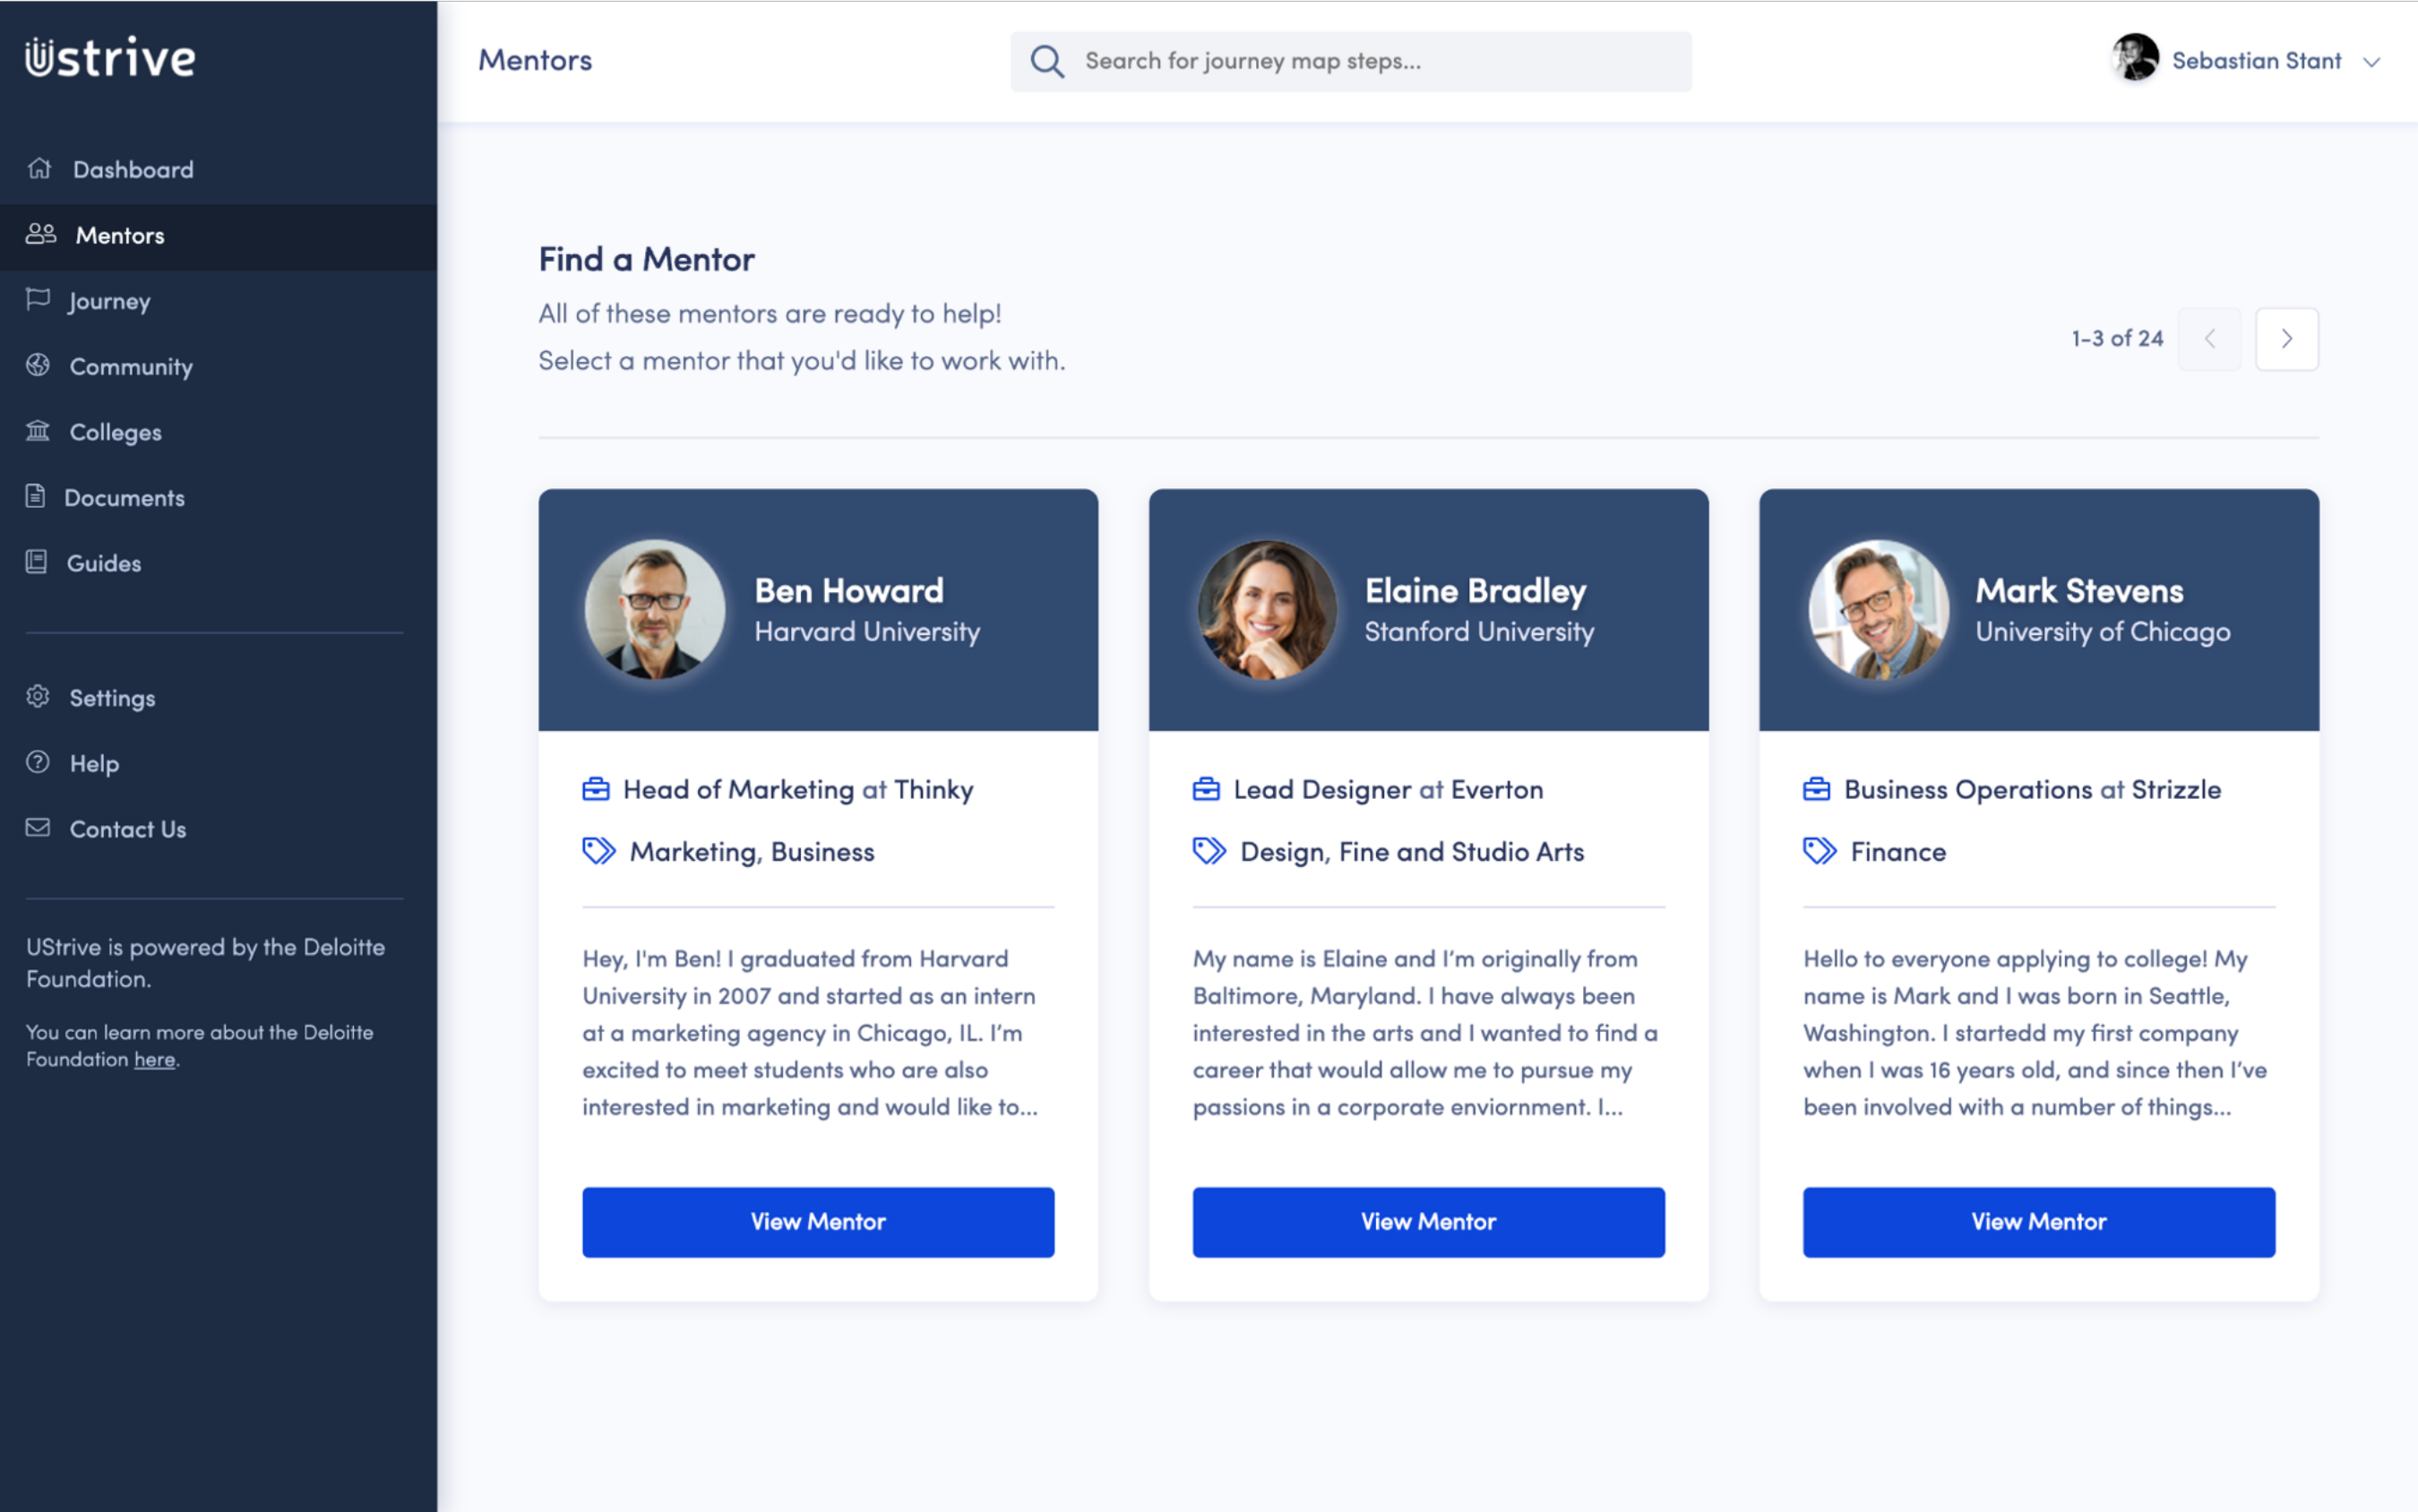 Ustrive
Mentors
Search for journey map steps...
Sebastian Stant
Dashboard
Mentors
Journey
Community
Colleges
Documents
Guides
Settings
Help
Contact Us
UStrive is powered by the Deloitte
Foundation.
You can learn more about the Deloitte
Foundation here.
Find a Mentor
All of these mentors are ready to help!
Select a mentor that you'd like to work with.
1-3 of 24
Ben Howard
Harvard University
Head of Marketing at Thinky
Marketing, Business
Hey, I'm Ben! I graduated from Harvard
University in 2007 and started as an intern
at a marketing agency in Chicago, IL. I’m
excited to meet students who are also
interested in marketing and would like to...
View Mentor
Elaine Bradley
Stanford University
Lead Designer at Everton
Design, Fine and Studio Arts
My name is Elaine and I’m originally from
Baltimore, Maryland. I have always been
interested in the arts and I wanted to find a
career that would allow me to pursue my
passions in a corporate enviornment. I...
View Mentor
Mark Stevens
University of Chicago
Business Operations at Strizzle
Finance
Hello to everyone applying to college! My
name is Mark and I was born in Seattle,
Washington. I startedd my first company
when I was 16 years old, and since then I’ve
been involved with a number of things...
View Mentor